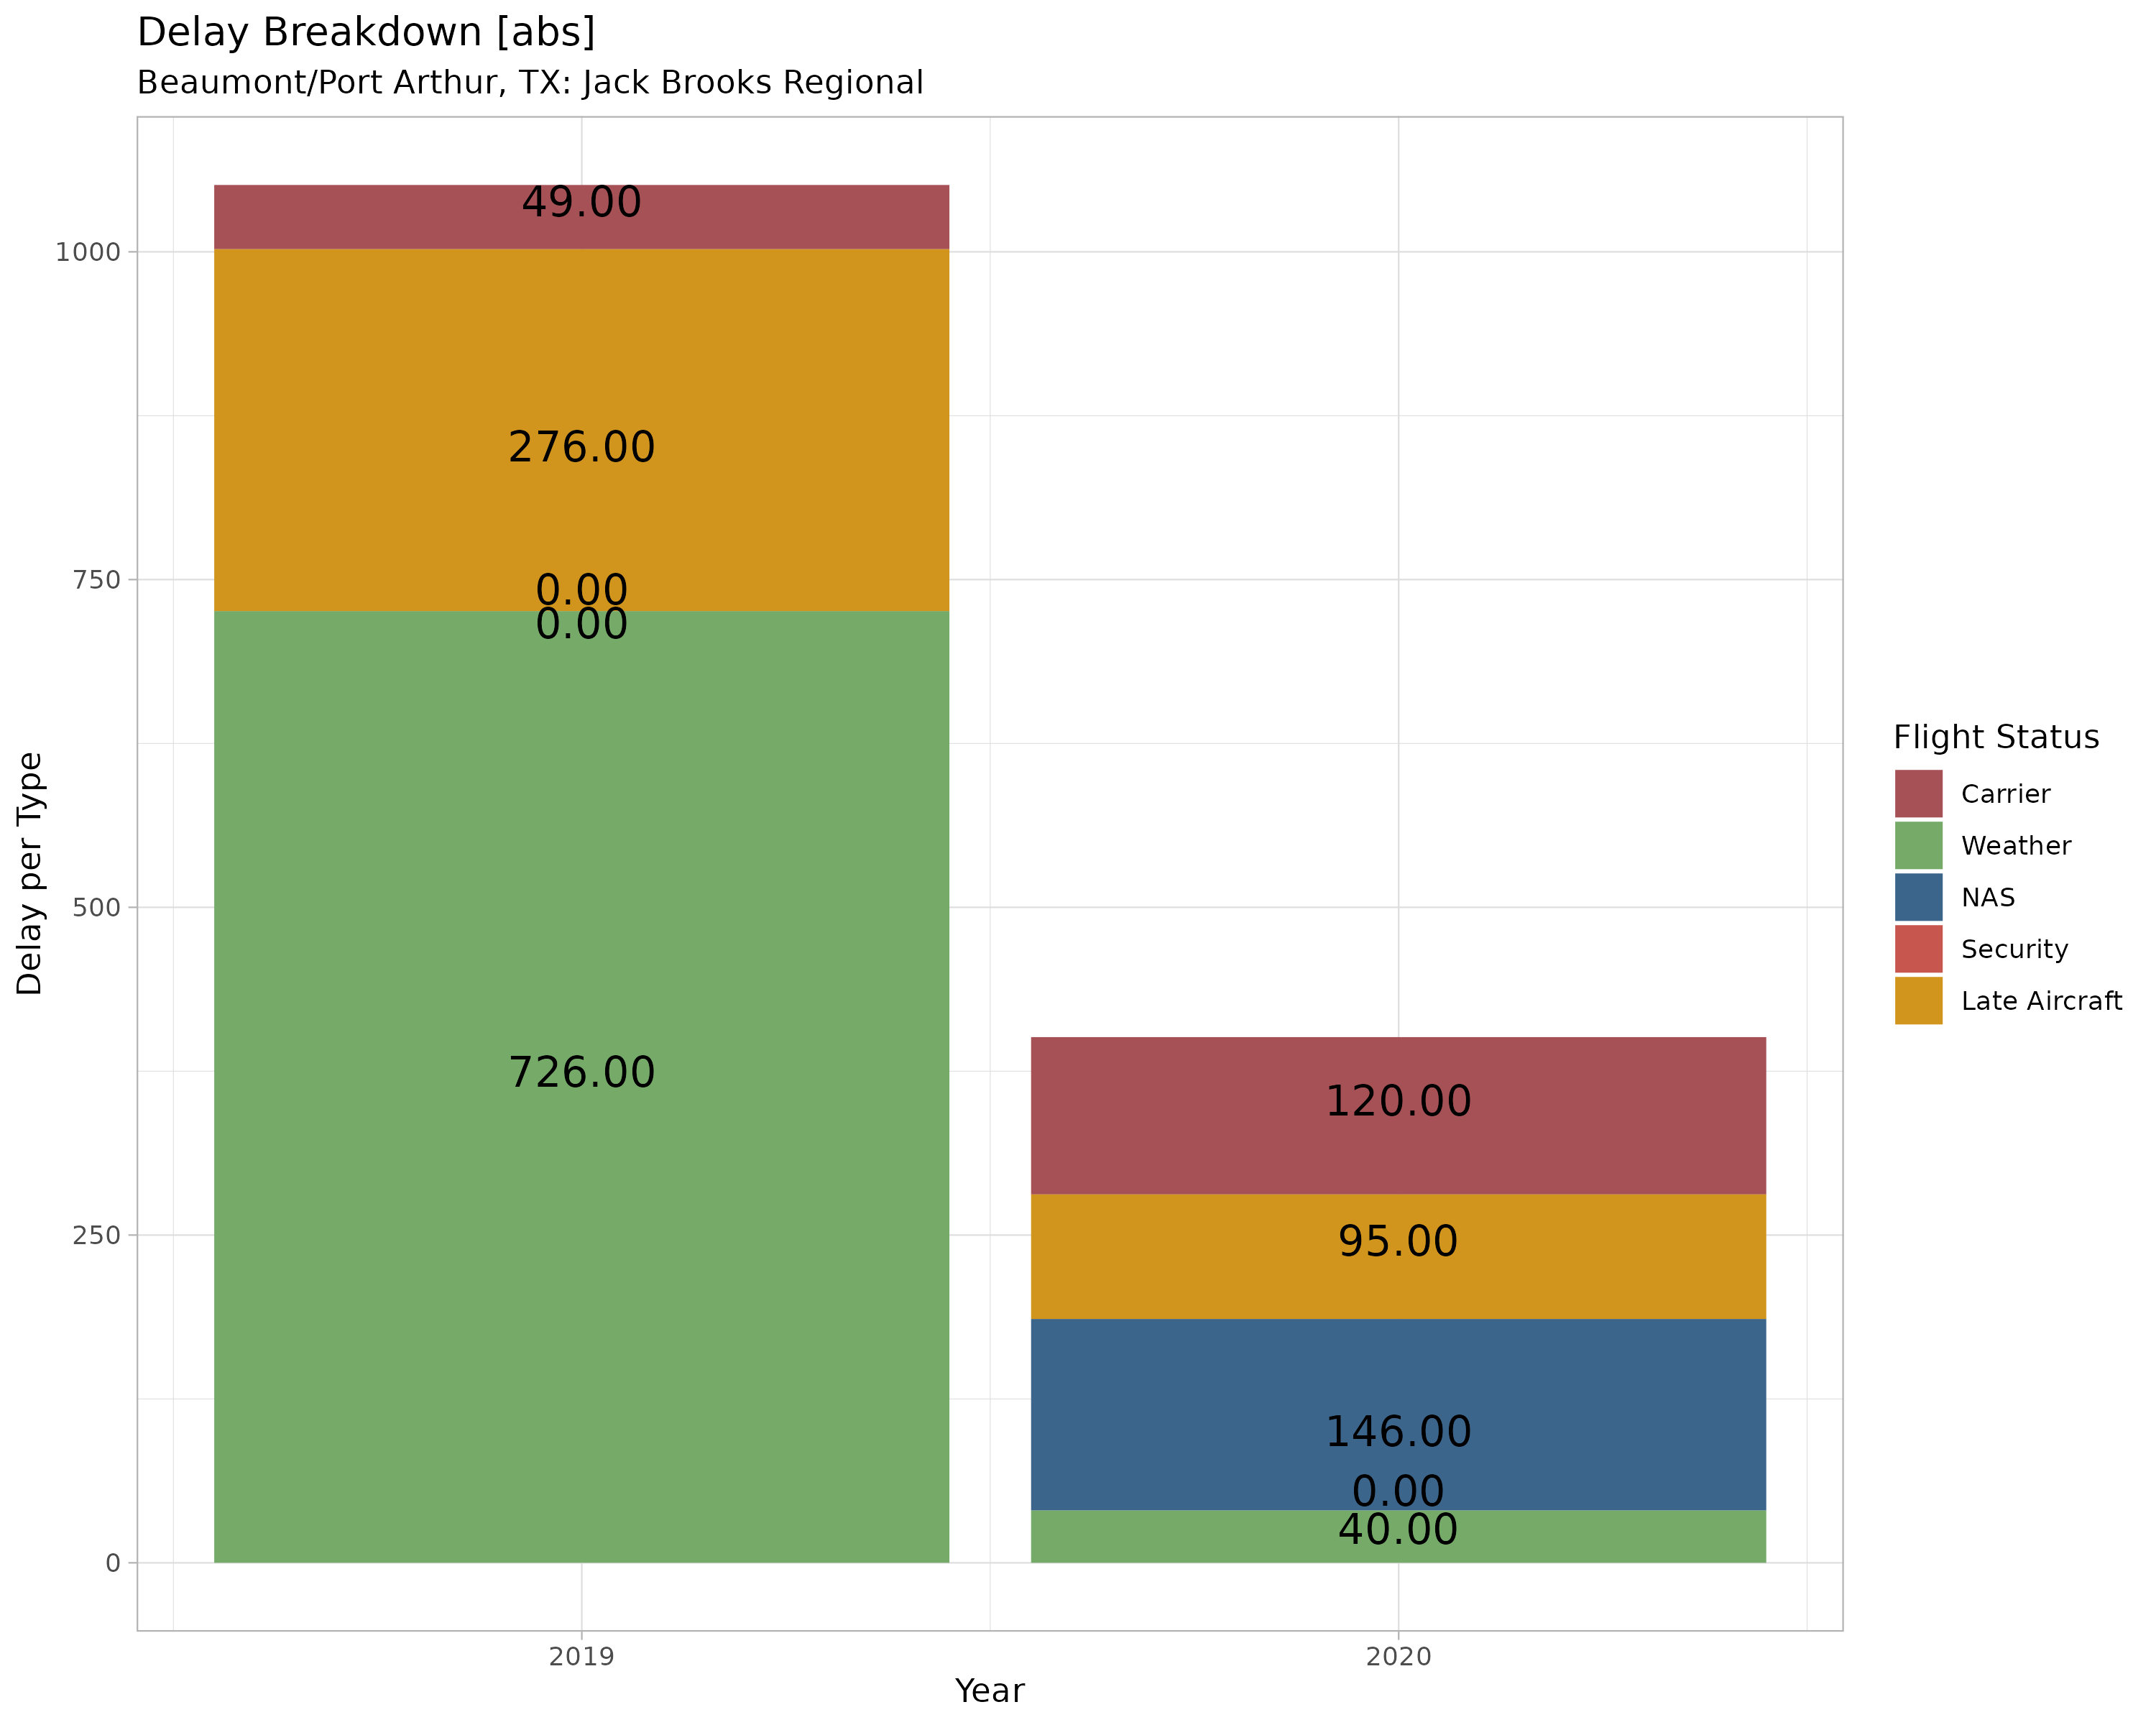 Delay Breakdown [abs]
Beaumont/Port Arthur, TX: Jack Brooks Regional
Delay per Type
1000
750
500
250
0
49.00
276.00
0.00
0.00
726.00
120.00
95.00
146.00
0.00
40.00
2019
2020
Year
Flight Status
Carrier
Weather
NAS
Security
Late Aircraft